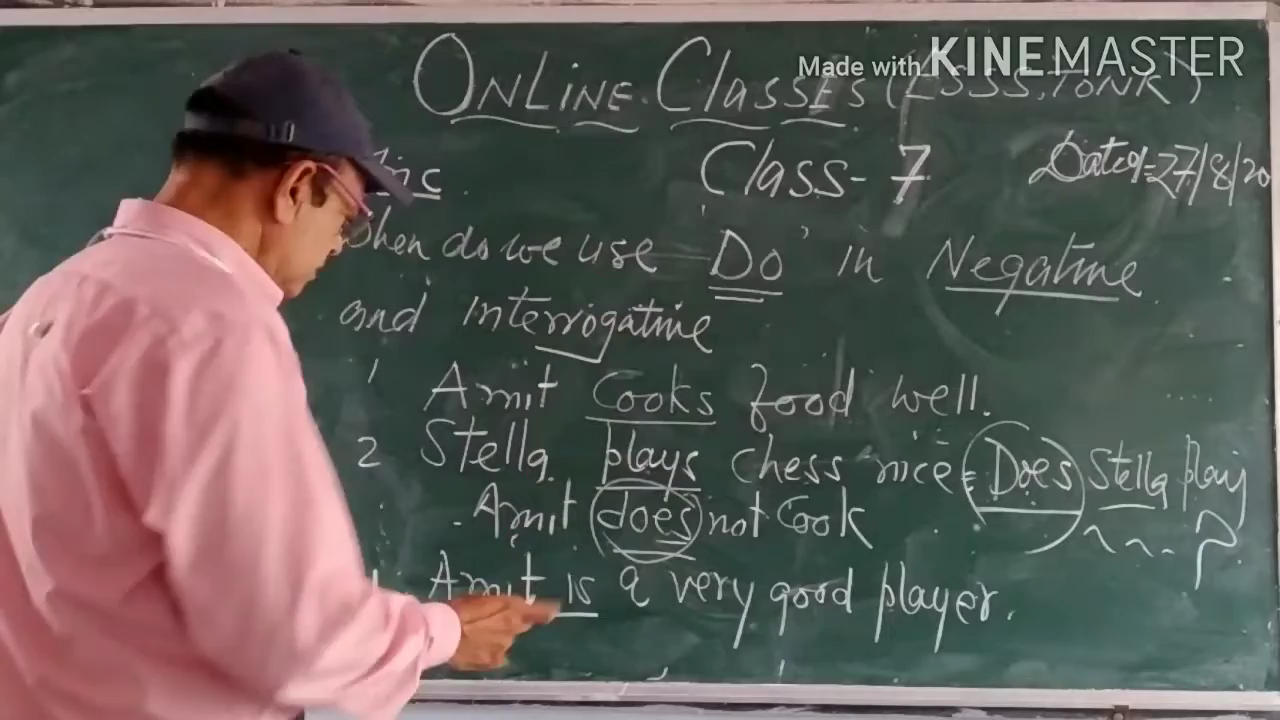 Made with KINEMASTER
OnLine Classes (ESSS, TONK)
Class- 7 Date 27/8/20
When do we use "Do" in Negative
and interrogative
1 Amit Cooks food well.
2 Stella plays chess nice Does Stella play
Amit does not Cook ?
Amit is a very good player.